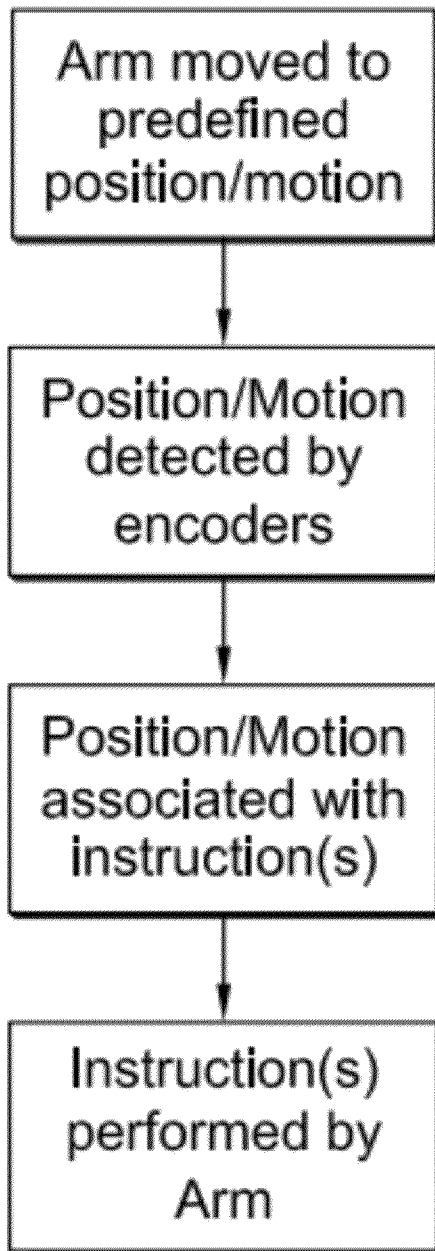 Arm moved to
predefined
position/motion
Position/Motion
detected by
encoders
Position/Motion
associated with
instruction(s)
Instruction(s)
performed by
Arm